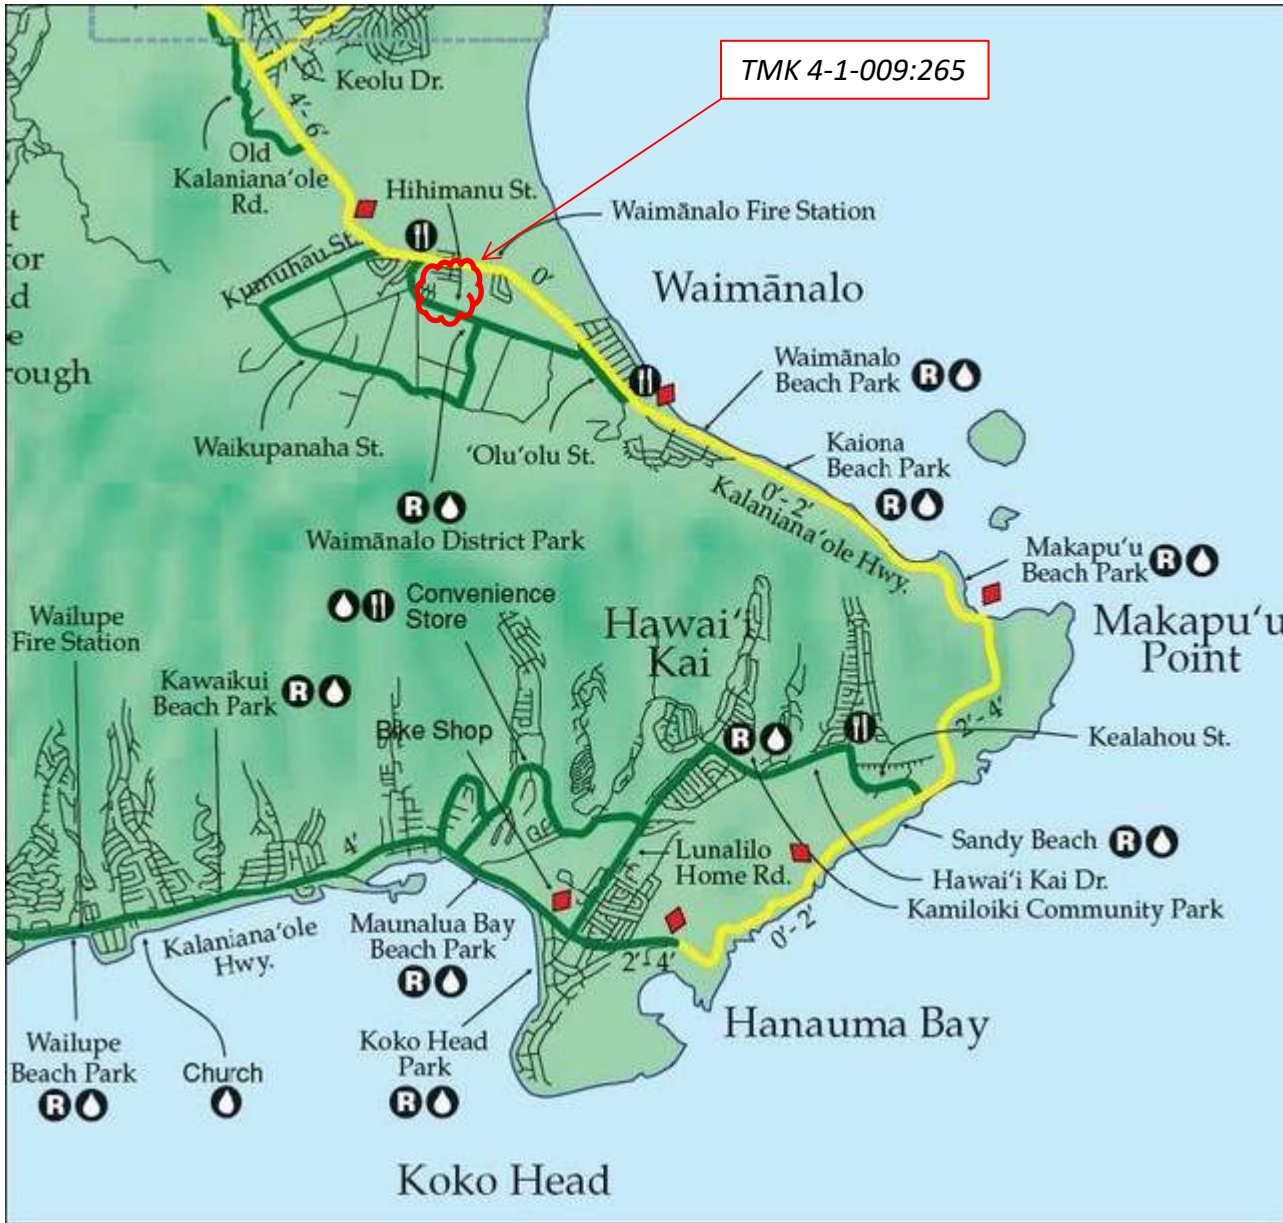 TMK 4-1-009:265
Keolu Dr.
4'- 6'
Old
Kalaniana‘ole
Rd.
Hihimanu St.
Waimānalo Fire Station
t
for
d
e
rough
Kumuhau St.
0'
Waimānalo
Waimānalo
Beach Park R
Waikupanaha St.
‘Olu‘olu St.
Kaiona
Beach Park
R
0'- 2'
Kalaniana‘ole Hwy.
R
Waimānalo District Park
Makapu‘u
Beach Park R
Convenience
Store
Wailupe
Fire Station
Hawai‘i
Kai
Makapu‘u
Point
Kawaikui
Beach Park R
2'- 4'
Bike Shop
R
Kealahou St.
4'
Lunalilo
Home Rd.
Sandy Beach R
Hawai‘i Kai Dr.
Kamiloiki Community Park
Kalaniana‘ole
Hwy.
Maunalua Bay
Beach Park
R
2'- 4'
0'- 2'
Hanauma Bay
Wailupe
Beach Park
R
Church
Koko Head
Park
R
Koko Head